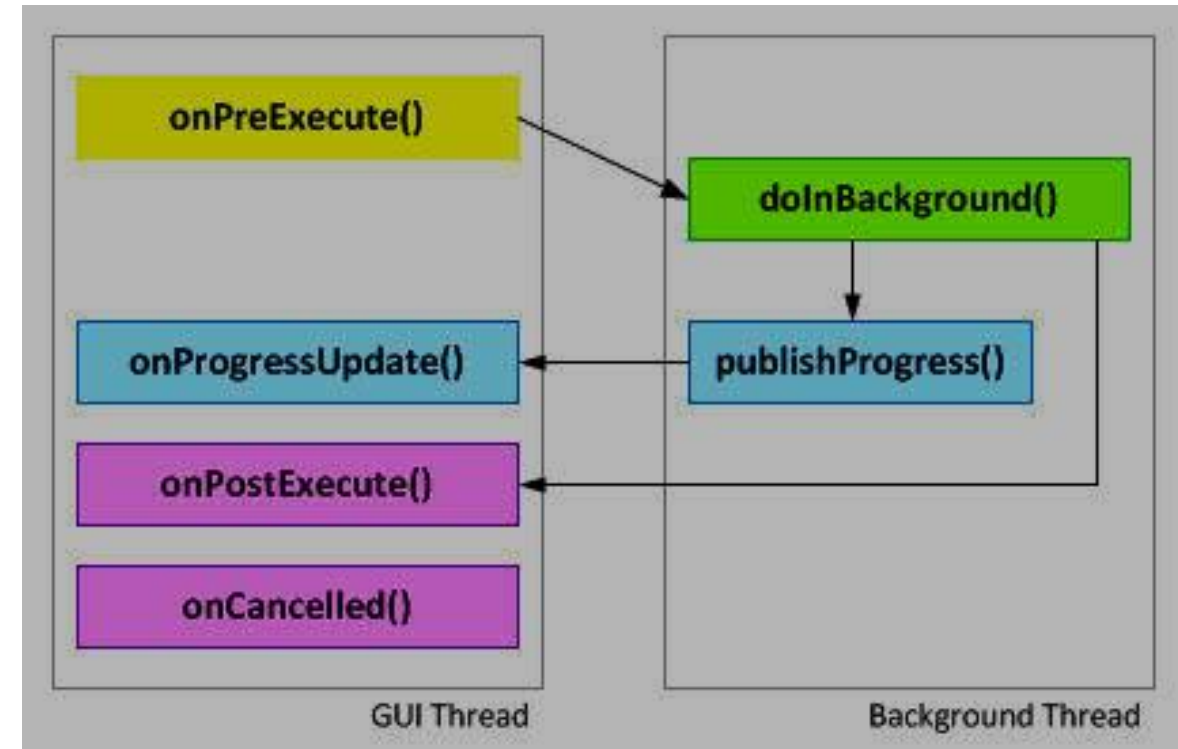 onPreExecute()
doInBackground()
onProgressUpdate()
publishProgress()
onPostExecute()
onCancelled()
GUI Thread
Background Thread